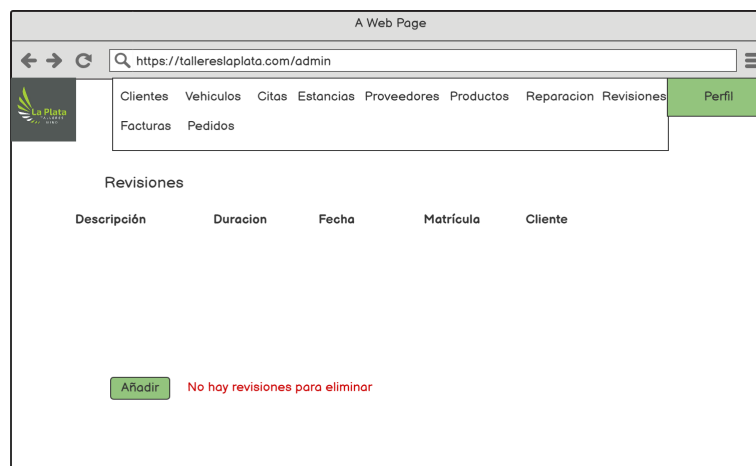 A Web Page
https://tallereslaplata.com/admin
La Plata
Clientes Vehiculos Citas Estancias Proveedores Productos Reparacion Revisiones Perfil
Facturas Pedidos
Revisiones
Descripción Duracion Fecha Matrícula Cliente
Añadir No hay revisiones para eliminar